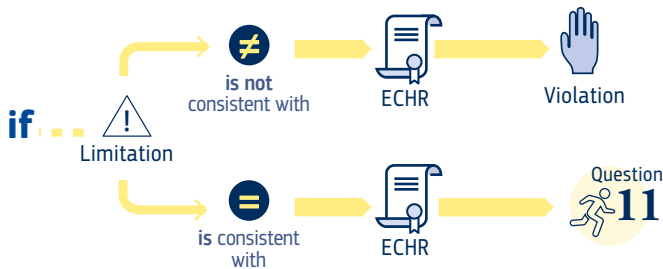 ≠
is not
consistent with
ECHR
Violation
if
!
Limitation
=
is consistent
with
ECHR
Question
11